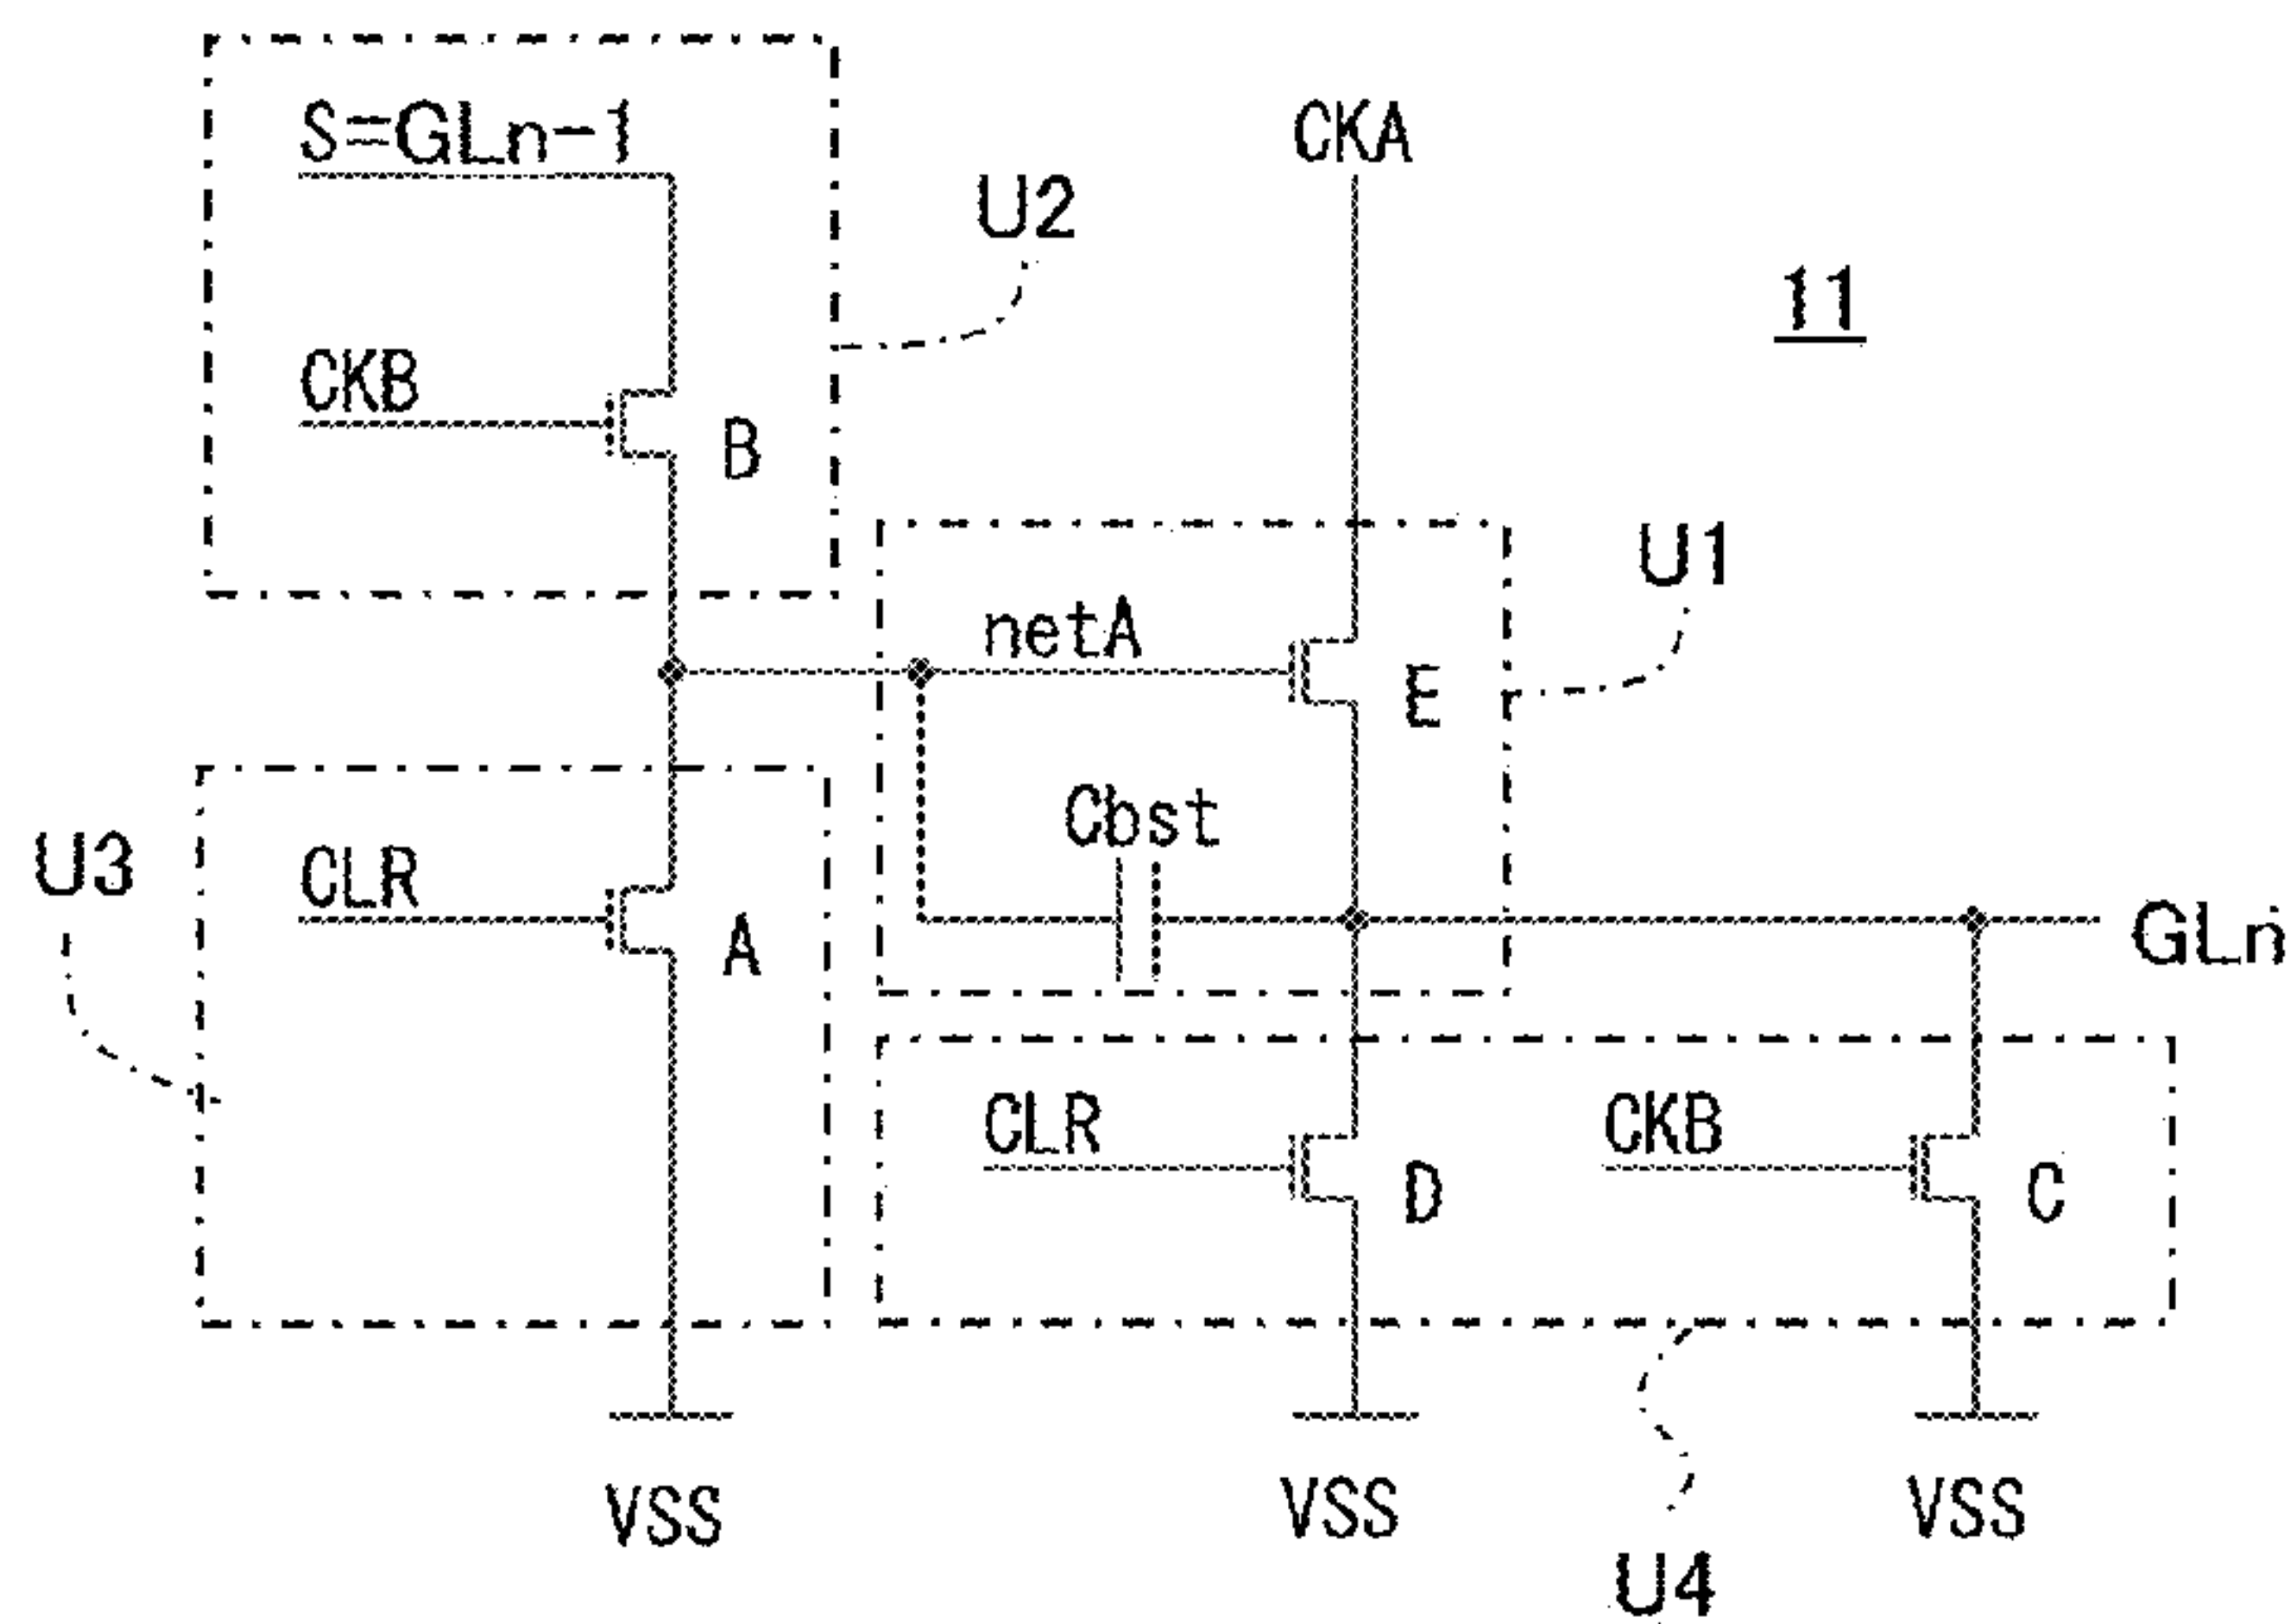 S=GLn-1
CKA
U2
11
CKB
B
U1
netA
E
Cbst
U3
CLR
A
GLn
CLR
CKB
D
C
VSS
VSS
VSS
U4